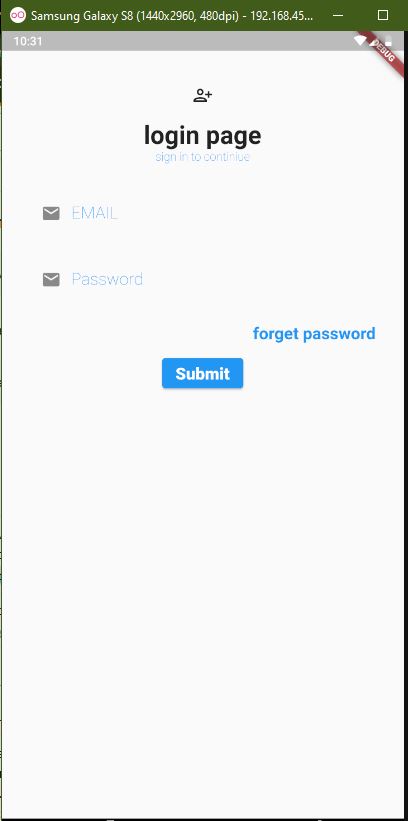 Samsung Galaxy S8 (1440x2960, 480dpi) - 192.168.45...
10:31
DEBUG
login page
sign in to continiue
EMAIL
Password
forget password
Submit